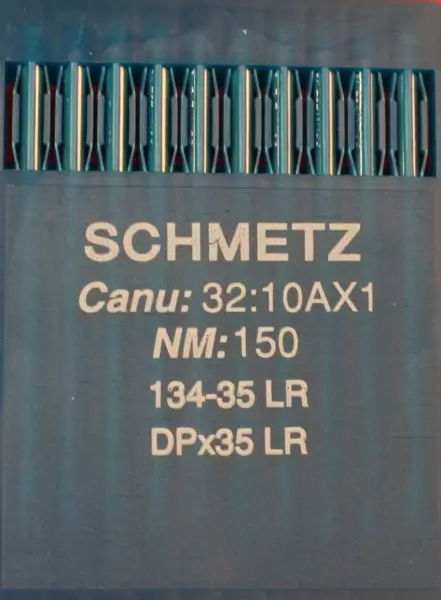 SCHMETZ
Canu: 32:10AX1
NM:150
134-35 LR
DPx35 LR